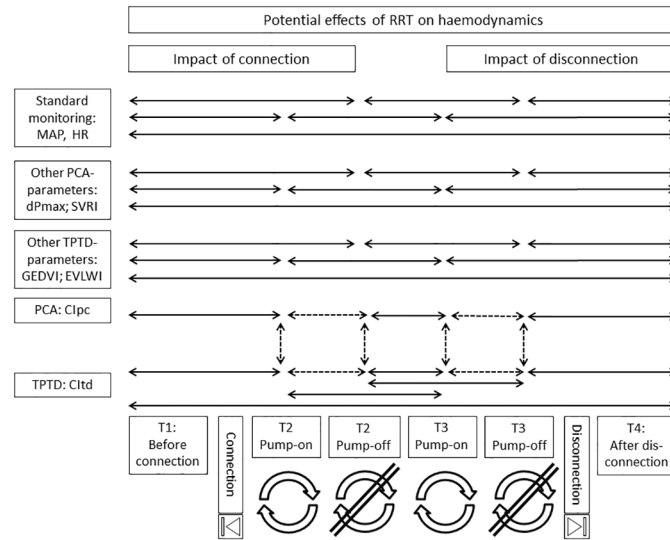 Potential effects of RRT on haemodynamics
Impact of connection
Impact of disconnection
Standard
monitoring:
MAP, HR
Other PCA-
parameters:
dPmax; SVRI
Other TPTD-
parameters:
GEDVI; EVLWI
PCA: CIpc
TPTD: CItd
T1:
Before
connection
Connection
T2
Pump-on
T2
Pump-off
T3
Pump-on
T3
Pump-off
Disconnection
T4:
After dis-
connection